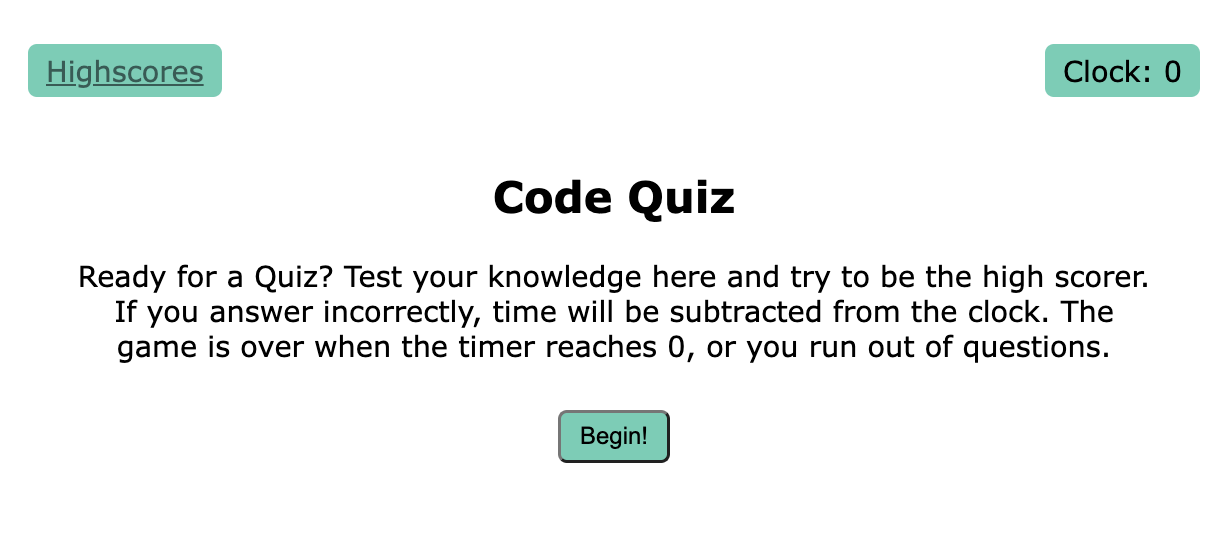 Highscores
Clock: 0
Code Quiz
Ready for a Quiz? Test your knowledge here and try to be the high scorer.
If you answer incorrectly, time will be subtracted from the clock. The
game is over when the timer reaches 0, or you run out of questions.
Begin!